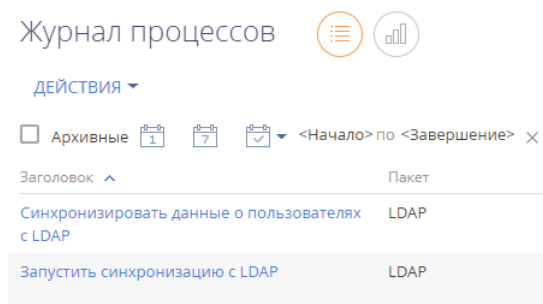 Журнал процессов
ДЕЙСТВИЯ
Архивные 1 7 <Начало> по <Завершение>
Заголовок Пакет
Синхронизировать данные о пользователях LDAP
с LDAP
Запустить синхронизацию с LDAP LDAP